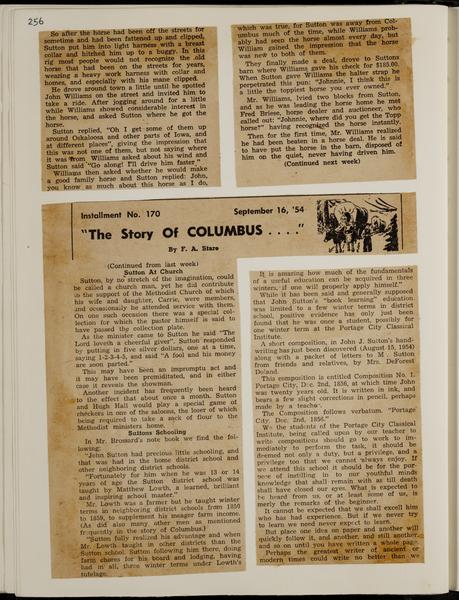 256
So after the horse had been off the streets for
sometime and had been fattened up and clipped,
Sutton put him into light harness with a breast
collar and hitched him up to a buggy. In this
rig most people would not recognize the old
horse that had been on the streets for years,
wearing a heavy work harness with collar and
homes, and especially with his mane clipped.
He drove around town a little until he spotted
John Williams on the street and invited him to
take a ride. After jogging around for a little
while Williams showed considerable interest in
the horse, and asked Sutton where he got the
horse.
Sutton replied, "Oh I get some of them up
around Oskaloosa and other parts of Iowa, and
at different places", giving the impression that
this was not one of them, but not saying where
it was from. Williams asked about his wind and
Sutton said "Go along! I'll drive him faster."
Williams then asked whether he would make
a good family horse and Sutton replied: John,
you know as much about this horse as I do,
which was true, for Sutton was away from Col-
umbus much of the time, while Williams prob-
ably had seen the horse almost every day, but
William gained the impression that the horse
was new to both of them.
They finally made a deal, drove to Suttons
barn where Williams gave his check for $185.00.
When Sutton gave Williams the halter strap he
perpetrated this pun: "Johnnie, I think this is
a little the toppiest horse you ever owned."
Mr. Williams, lived two blocks from Sutton,
and as he was leading the horse home he met
Fred Briese, horse dealer and auctioneer, who
called out: "Johnnie, where did you get the Topp
horse?" having recognized the horse instantly.
Then for the first time, Mr. Williams realized
he had been beaten in a horse deal. He is said
to have put the horse in the barn, disposed of
him on the quiet, never having driven him.
(Continued next week)
Installment No. 170 September 16, '54
"The Story Of COLUMBUS . . . ."
By F. A. Stare
(Continued from last week)
Sutton At Church
Sutton, by no stretch of the imagination, could
be called a church man, yet he did contribute
to the support of the Methodist Church of which
his wife and daughter, Carrie, were members,
and occasionally he attended service with them.
On one such occasion there was a special col-
lection for which the pastor himself is said to
have passed the collection plate.
As the minister came to Sutton he said "The
Lord loveth a cheerful giver". Sutton responded
by putting in five silver dollars, one at a time,
saying 1-2-3-4-5, and said "A fool and his money
are soon parted."
This may have been an impromptu act and
it may have been premiditated, and in either
case it reveals the showman.
Another incident has frequently been heard
to the effect that about once a month, Sutton
and Hugh Hall would play a special game of
checkers in one of the saloons, the loser of which
being required to take a sack of flour to the
Methodist ministers home.
Suttons Schooling
In Mr. Brossard's note book we find the fol-
lowing:
"John Sutton had precious little schooling, and
that was had in the home district school and
other neighboring district schools.
"Fortunately for him when he was 13 or 14
years of age the Sutton district school was
taught by Matthew Lowth, a learned, brilliant
and inspiring school master."
Mr. Lowth was a farmer but he taught winter
terms in neighboring district schools from 1850
to 1859, to supplement his meagre farm income.
(As did also many other men as mentioned
frequently in the story of Columbus)
"Sutton fully realized his advantage and when
Mr. Lowth taught in other districts than the
Sutton school, Sutton following him there, doing
farm chores for his board and lodging, having
had in all, three winter terms under Lowth's
tutelage.
It is amazing how much of the fundamentals
of a useful education can be acquired in three
winters, if one will properly apply himself."
While it has been said and generally supposed
that John Sutton's "book learning" education
was limited to a few winter terms in district
school, positive evidence has only just been
found that he was once a student, possibly for
one winter term at the Portage City Classical
Institute.
A short composition, in John J. Sutton's hand-
writing has just been discovered (August 15, 1954)
along with a packet of letters to M . Sutton
from friends and relatives, by Mrs. DeForest
Doland.
This composition is entitled Composition No. 1.
Portage City, Dec. 2nd, 1856, at which time John
was twenty years old. It is written in ink, and
bears a few slight corrections in pencil, perhaps
made by a teacher.
The Composition follows verbatum. "Portage
City, Dec. 2nd, 1856."
We the students of the Portage City Classical
Institute, being called upon by our teacher to
write compositions should go to work to im-
mediately to perform the task, it should be
deemed not only a duty, but a privilege, and a
privilege too that we cannot always enjoy. If
we attend this school it should be for the pur-
pose of instilling in to our youthful minds
knowledge that shall remain with us till death
shall have closed our eyes. What is expected to
be learned from us, or at least some of us, is
merely the remarks of the beginner.
It cannot be expected that we shall excell him
who has had experience. But if we never try
to learn we need never expect to learn.
But place one idea on paper and another will
quickly follow it, and another, and still another
and so on until you have written a whole page.
Perhaps the greatest writer of ancient or
modern times could write no better than we